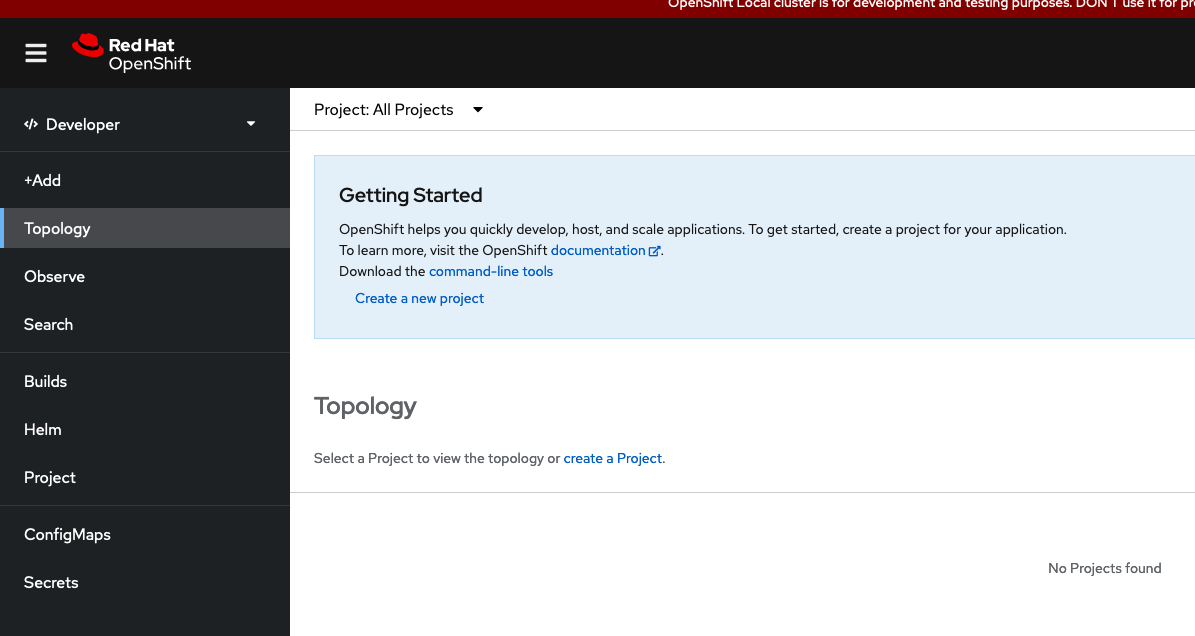 OpenShift Local cluster is for development and testing purposes. DON'T use it for
Red Hat
OpenShift
Developer
Project: All Projects
+Add
Topology
Observe
Search
Builds
Helm
Project
ConfigMaps
Secrets
Getting Started
OpenShift helps you quickly develop, host, and scale applications. To get started, create a project for your application.
To learn more, visit the OpenShift documentation.
Download the command-line tools
Create a new project
Topology
Select a Project to view the topology or create a Project.
No Projects found